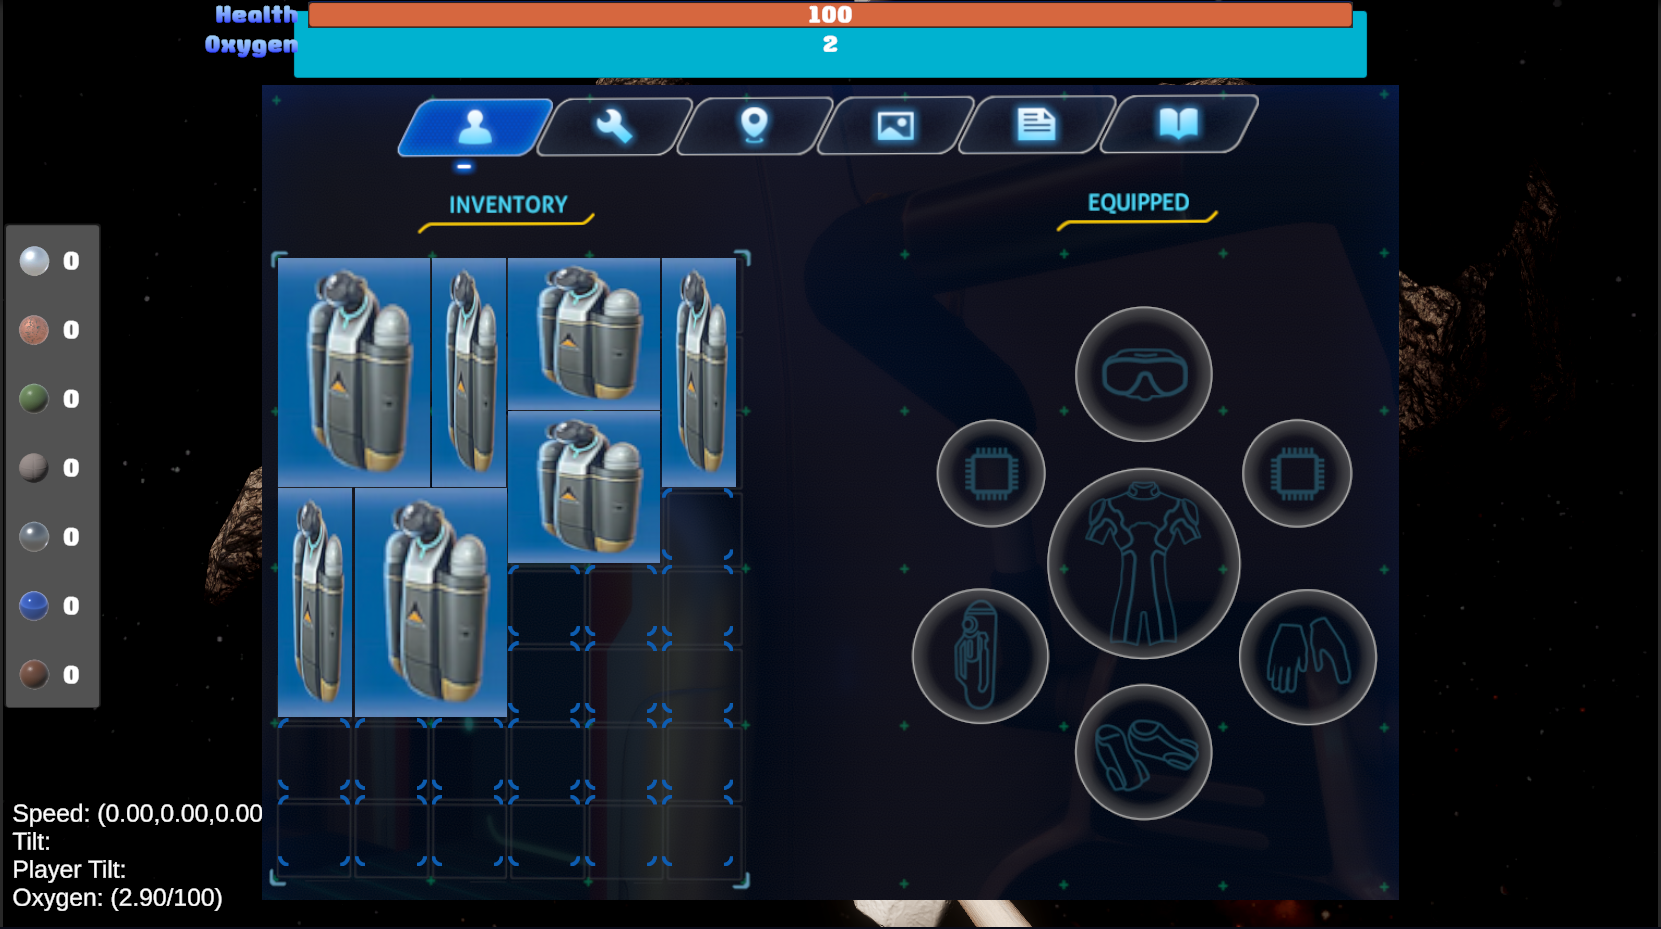 Health 100
Oxygen 2
INVENTORY
EQUIPPED
0
0
0
0
0
0
0
Speed: (0.00,0.00,0.00
Tilt:
Player Tilt:
Oxygen: (2.90/100)